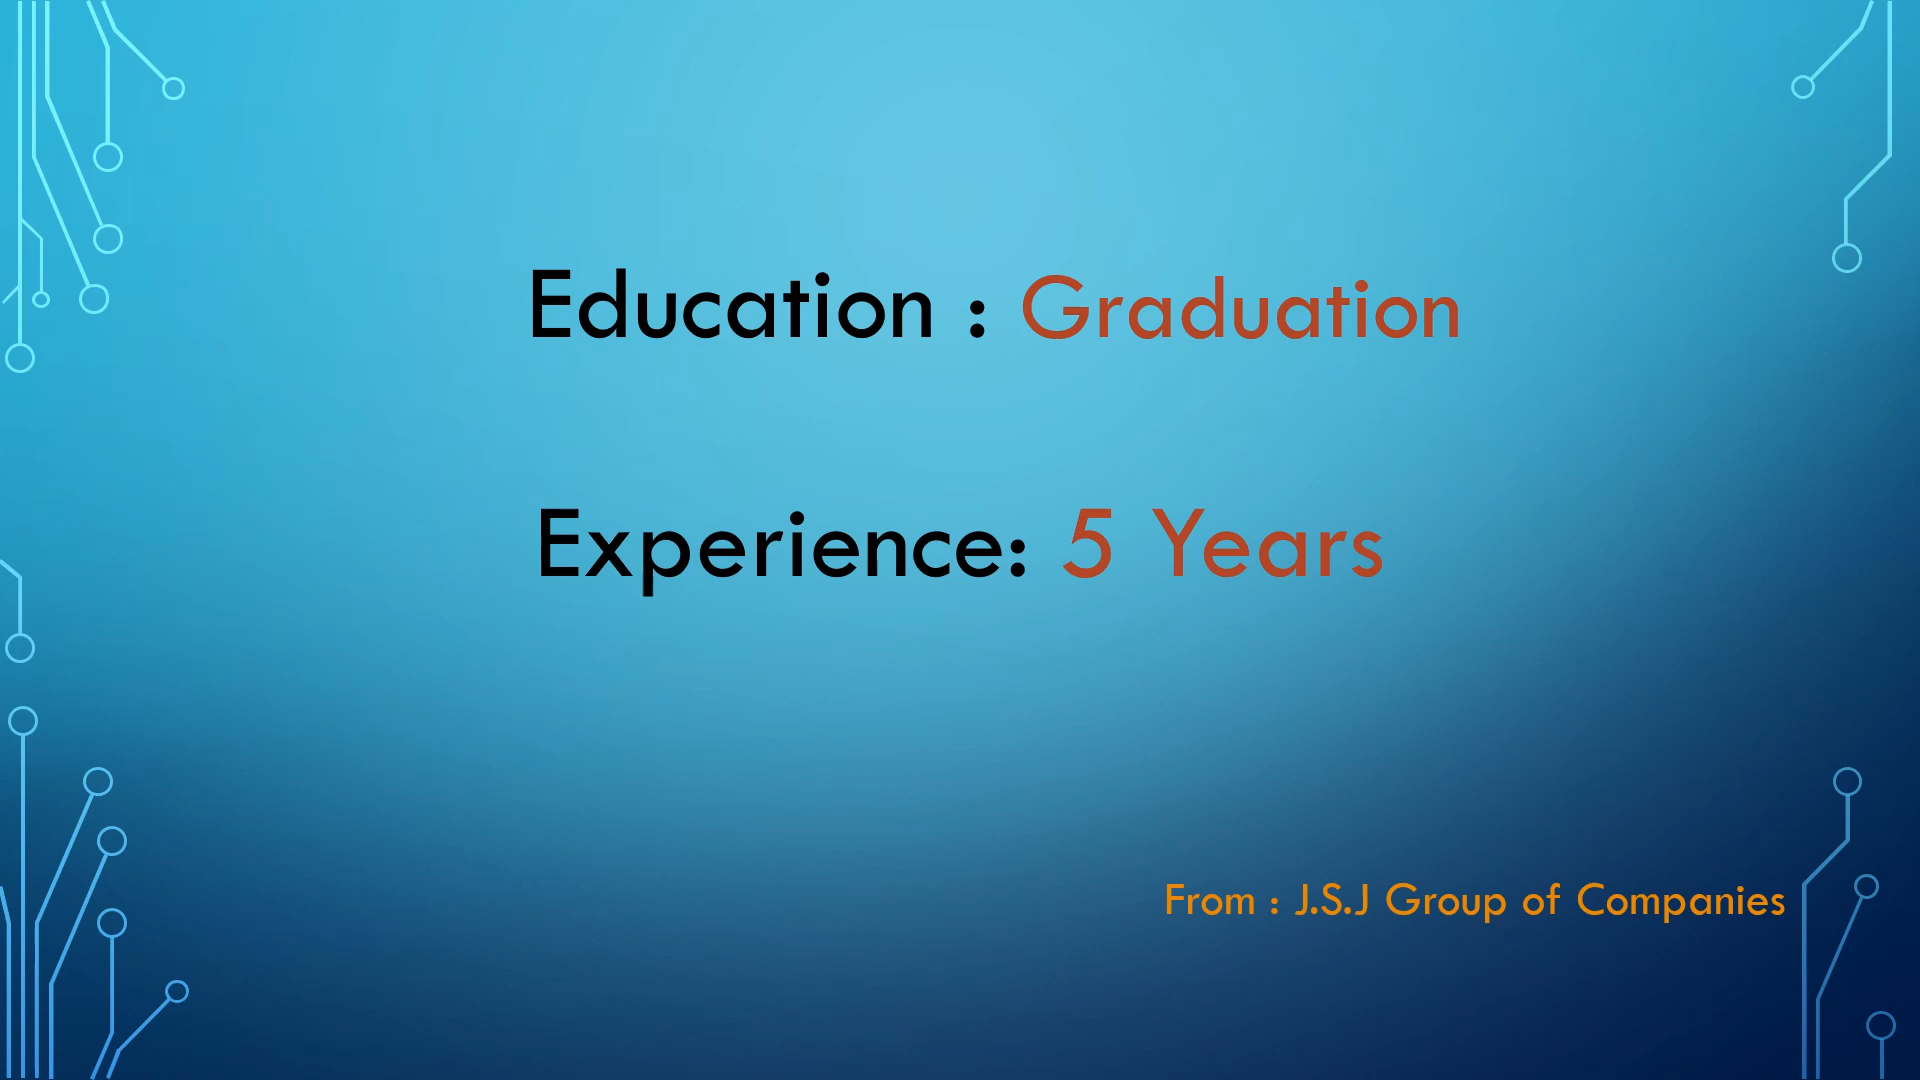 Education : Graduation
Experience: 5 Years
From : J.S.J Group of Companies